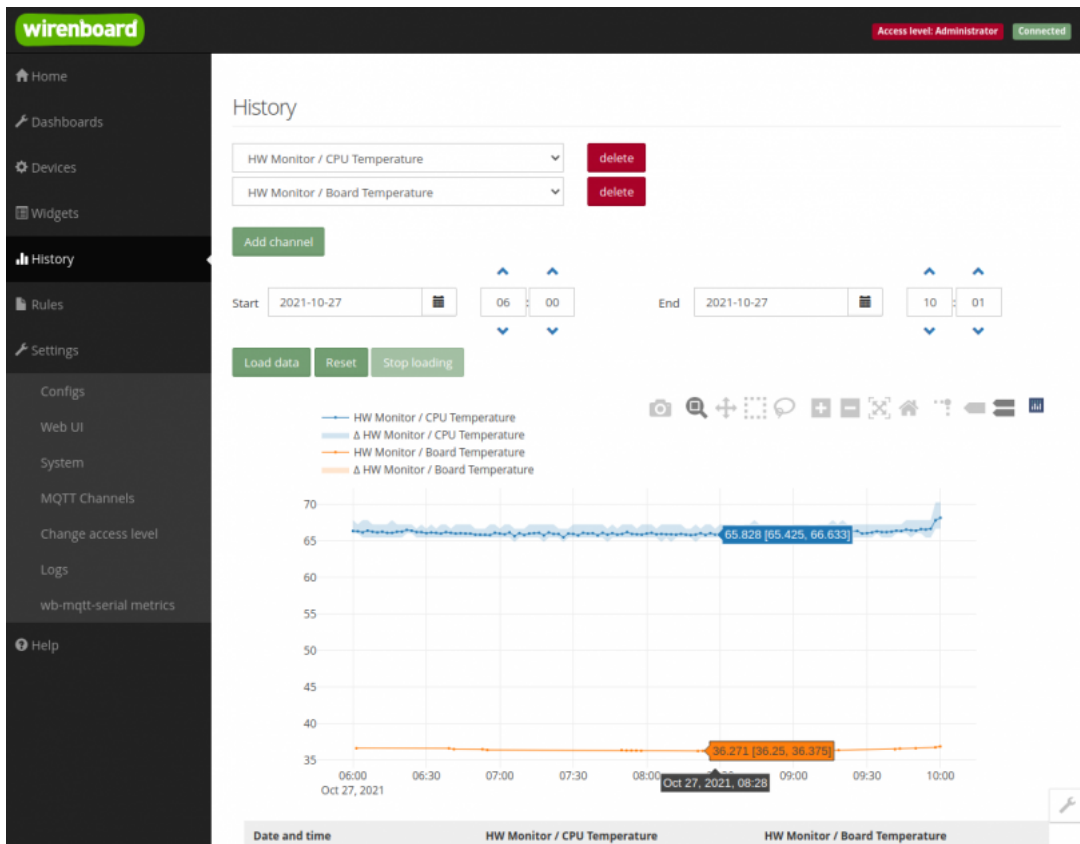 wirenboard
Access level: Administrator Connected
Home
Dashboards
Devices
Widgets
History
Rules
Settings
Configs
Web UI
System
MQTT Channels
Change access level
Logs
wb-mqtt-serial metrics
Help
History
HW Monitor / CPU Temperature delete
HW Monitor / Board Temperature delete
Add channel
Start 2021-10-27 06 : 00 End 2021-10-27 10 : 01
Load data Reset Stop loading
HW Monitor / CPU Temperature
Δ HW Monitor / CPU Temperature
HW Monitor / Board Temperature
Δ HW Monitor / Board Temperature
70
65
65.828 [65.425, 66.633]
60
55
50
45
40
36.271 [36.25, 36.375]
35
06:00 06:30 07:00 07:30 08:00 09:00 09:30 10:00
Oct 27, 2021
Oct 27, 2021, 08:28
Date and time HW Monitor / CPU Temperature HW Monitor / Board Temperature